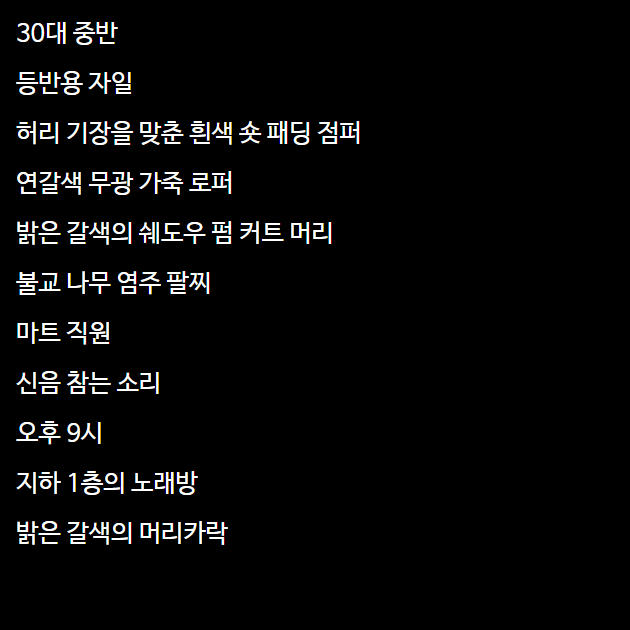 30대 중반
등반용 자일
허리 기장을 맞춘 흰색 숏 패딩 점퍼
연갈색 무광 가죽 로퍼
밝은 갈색의 쉐도우 펌 커트 머리
불교 나무 염주 팔찌
마트 직원
신음 참는 소리
오후 9시
지하 1층의 노래방
밝은 갈색의 머리카락